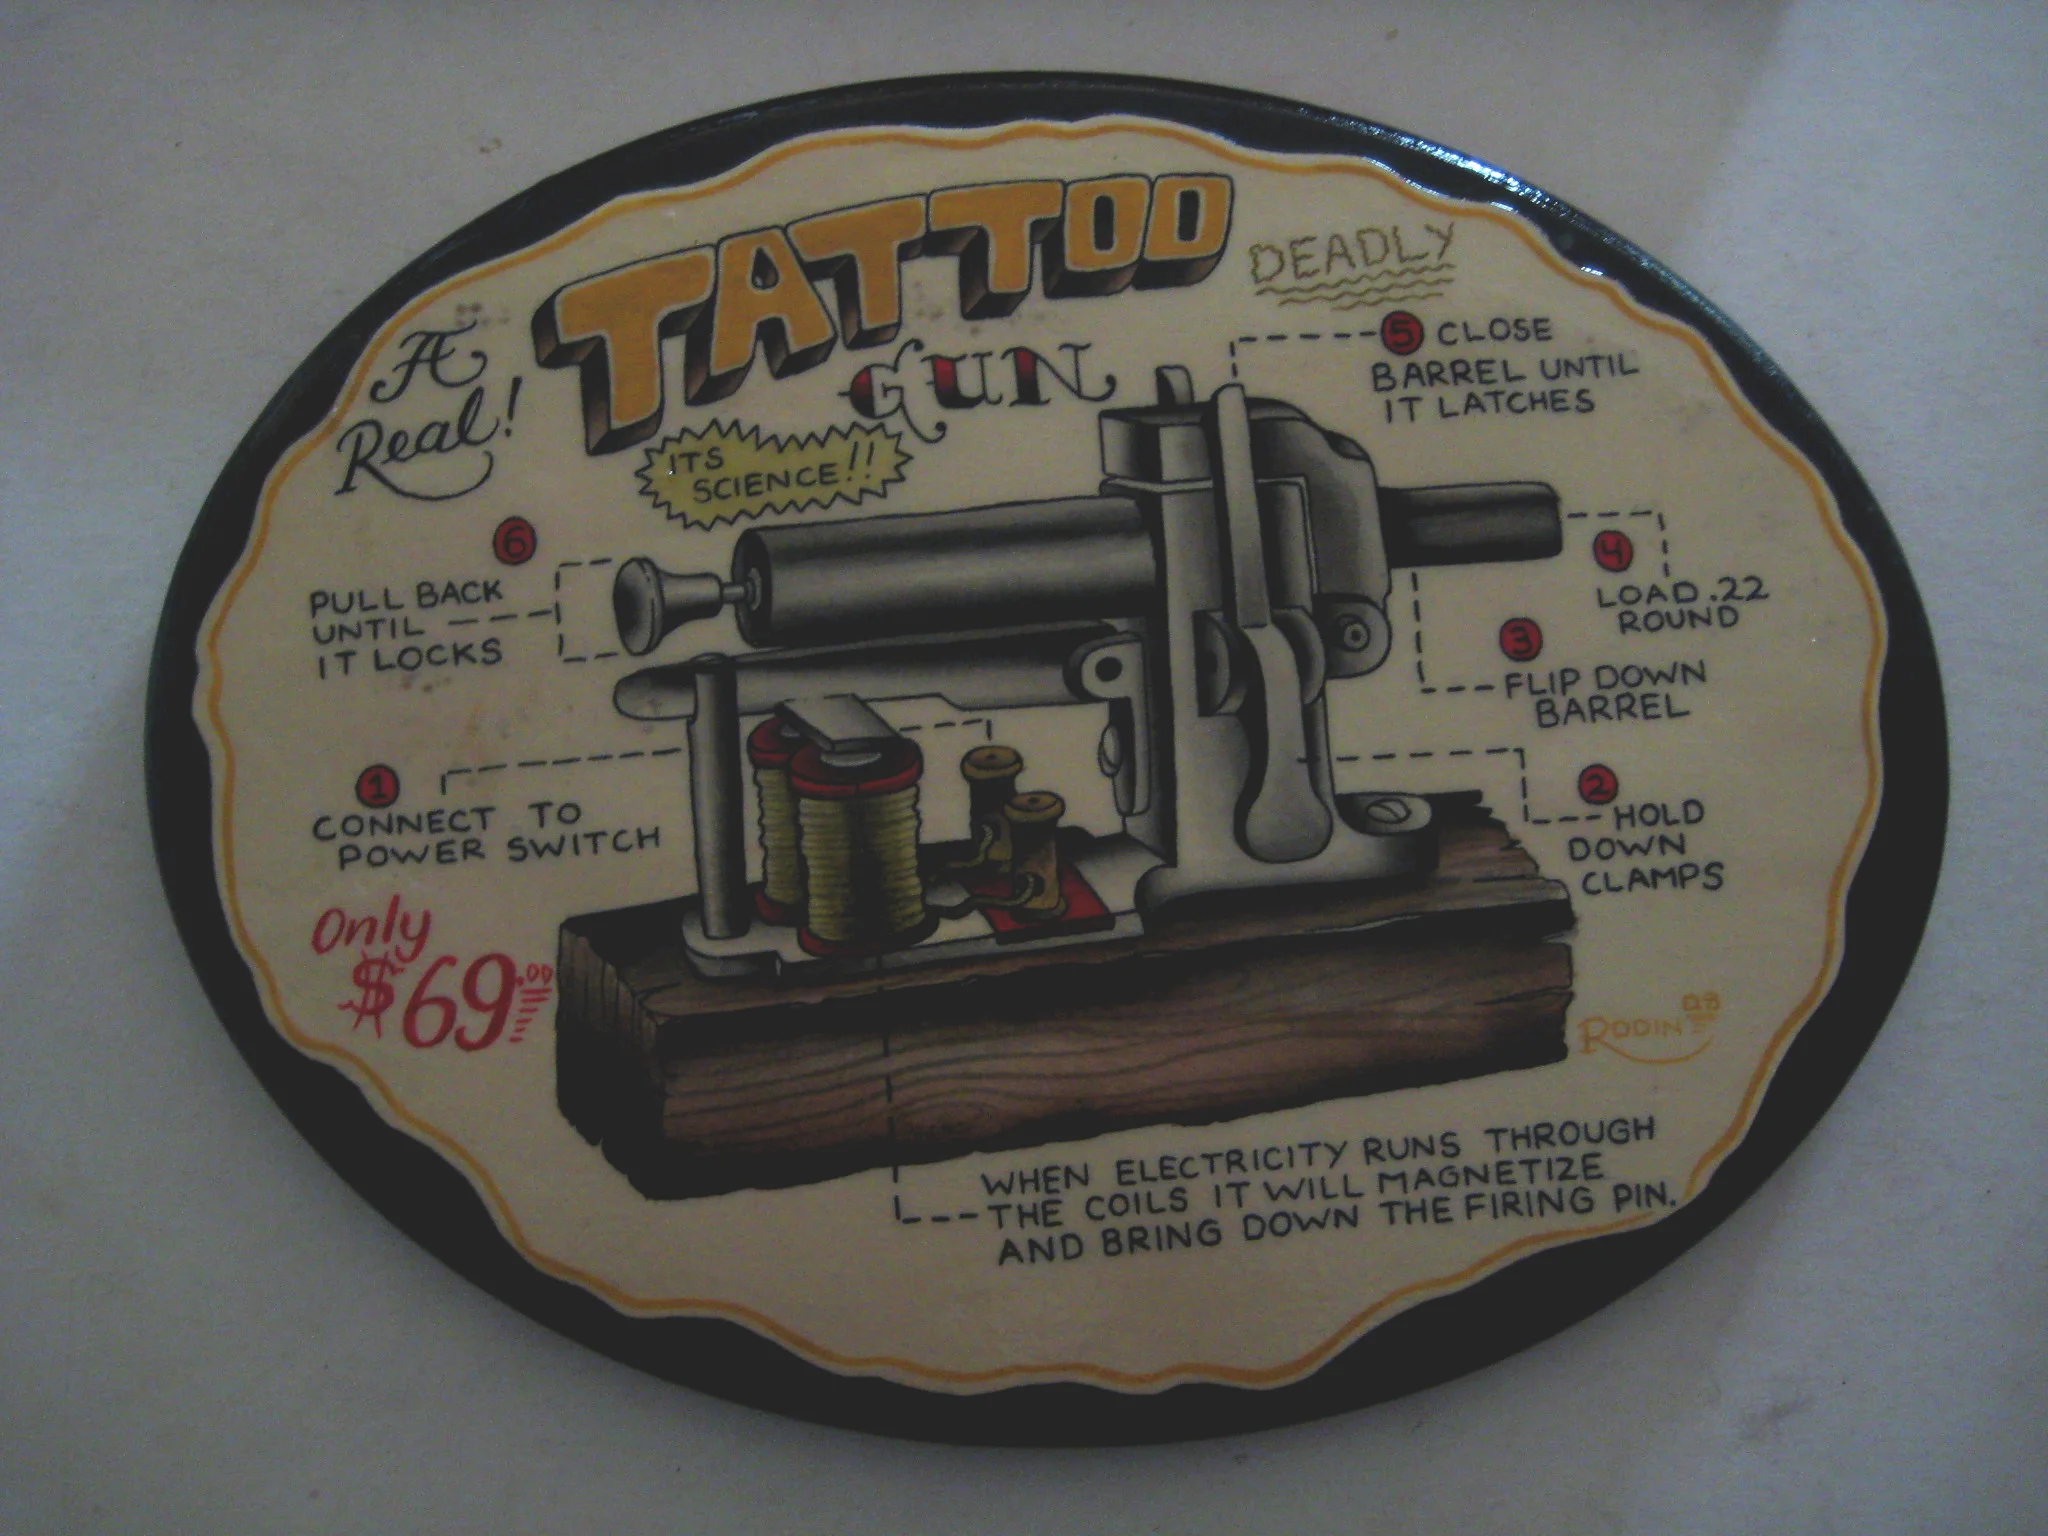 A
Real!
TATTOO
GUN
DEADLY
ITS
SCIENCE!!
5 CLOSE
BARREL UNTIL
IT LATCHES
6
PULL BACK
UNTIL
IT LOCKS
4
LOAD .22
ROUND
3
FLIP DOWN
BARREL
1
CONNECT TO
POWER SWITCH
2
HOLD
DOWN
CLAMPS
Only
$69.00
RODIN
WHEN ELECTRICITY RUNS THROUGH
THE COILS IT WILL MAGNETIZE
AND BRING DOWN THE FIRING PIN.